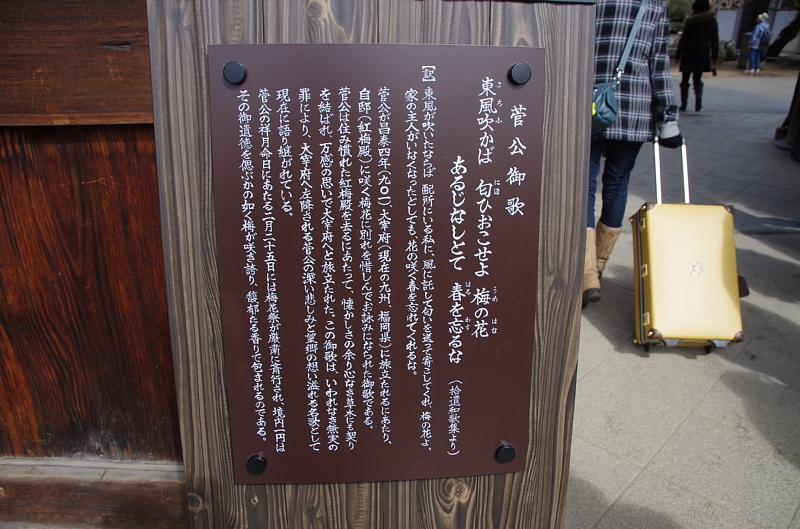 菅公御歌
東風吹かば 匂ひおこせよ 梅の花
あるじなしとて 春を忘るな
(拾遺和歌集より)
【訳】東風が吹いたならば 配所にいる私に、風に託して匂いを送って寄こしてくれ、梅の花よ。
家の主人がいなくなったとしても、花の咲く春を忘れてくれるな。
菅公が昌泰四年(九〇一)、大宰府(現在の九州、福岡県)に旅立たれるにあたり、
自邸(紅梅殿)に咲く梅花に別れを惜しんでお詠みになられた御歌である。
菅公は住み慣れた紅梅殿を去るにあたって、懐かしさの余り心なき草木にも契り
を結ばれ、万感の思いで大宰府へと旅立たれた。この御歌は、いわれなき無実の
罪により、大宰府へ左降される菅公の深い悲しみと望郷の想い溢れる名歌として
現在に語り継がれている。
菅公の祥月命日にあたる二月二十五日には梅花祭が厳粛に斉行され、境内一円は
その御遺徳を偲ぶかの如く梅が咲き誇り、馥郁たる香りで包まれるのである。